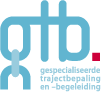 gtb
gespecialiseerde
trajectbepaling
en -begeleiding